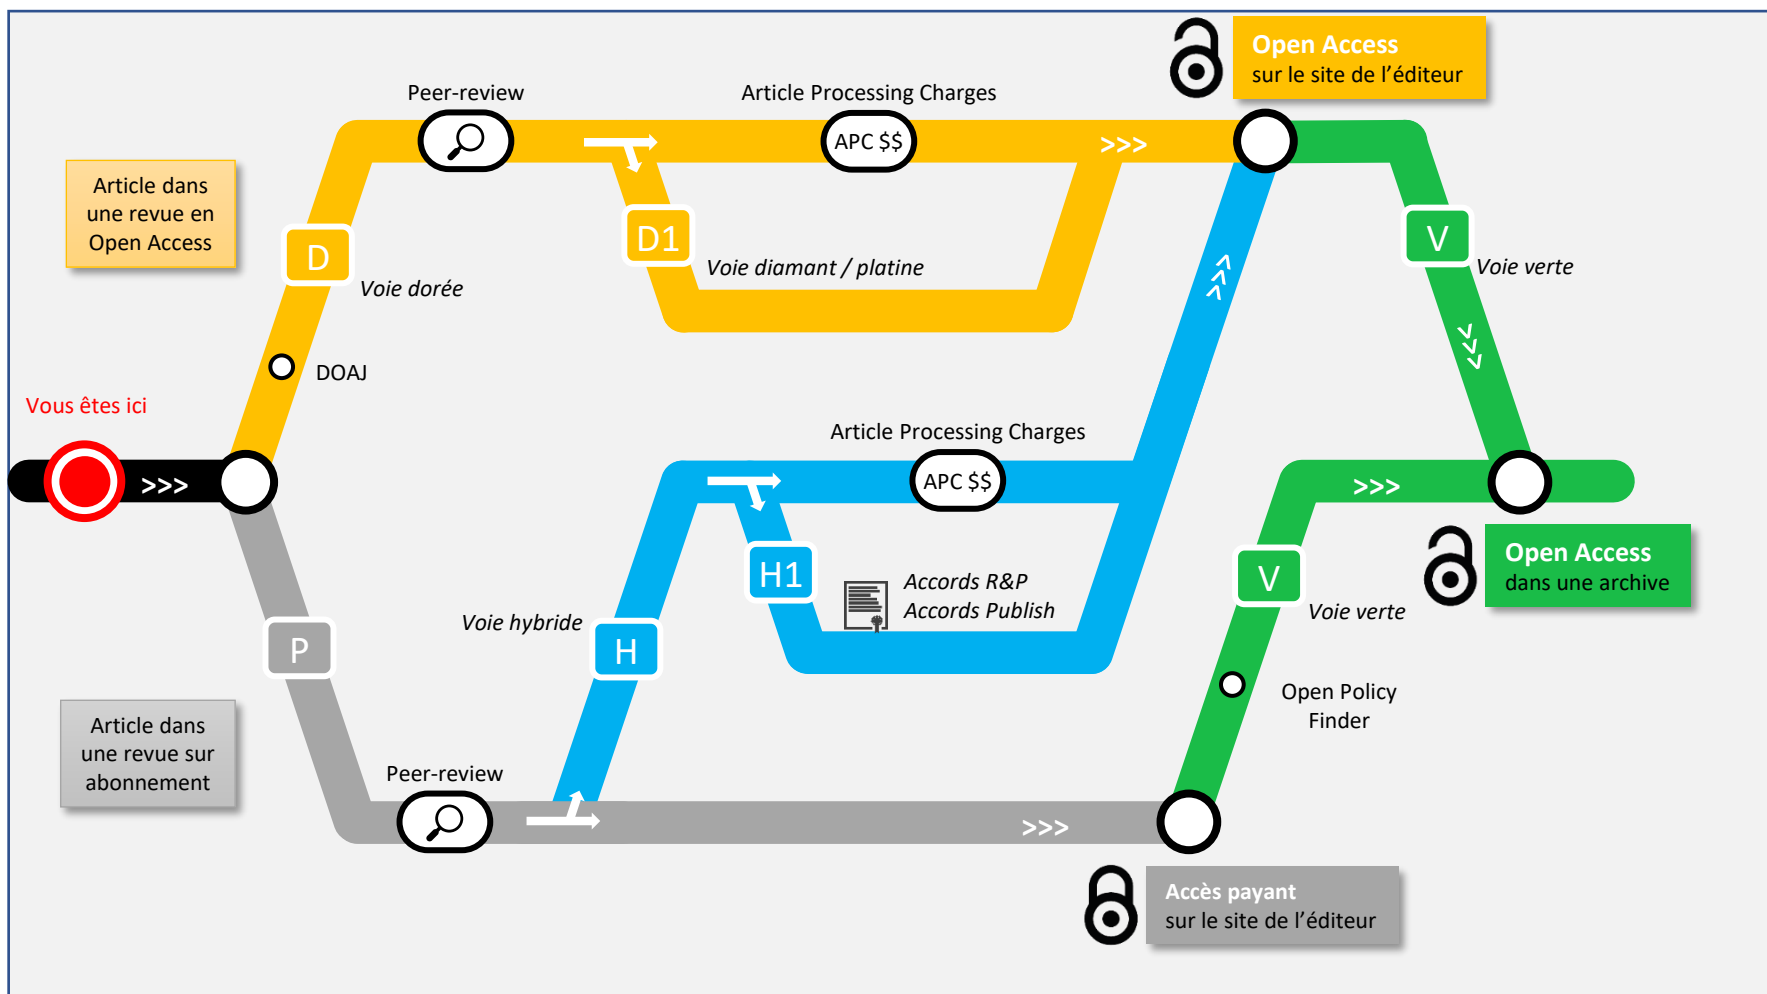 Open Access
sur le site de l’éditeur
Peer-review
Article Processing Charges
APC $$
>>>
Article dans
une revue en
Open Access
D
Voie dorée
D1
Voie diamant / platine
V
Voie verte
>>>
>>>
DOAJ
Vous êtes ici
>>>
Article Processing Charges
APC $$
>>>
Open Access
dans une archive
H1
Accords R&P
Accords Publish
V
Voie verte
Voie hybride
H
P
Open Policy
Finder
Article dans
une revue sur
abonnement
Peer-review
>>>
Accès payant
sur le site de l’éditeur